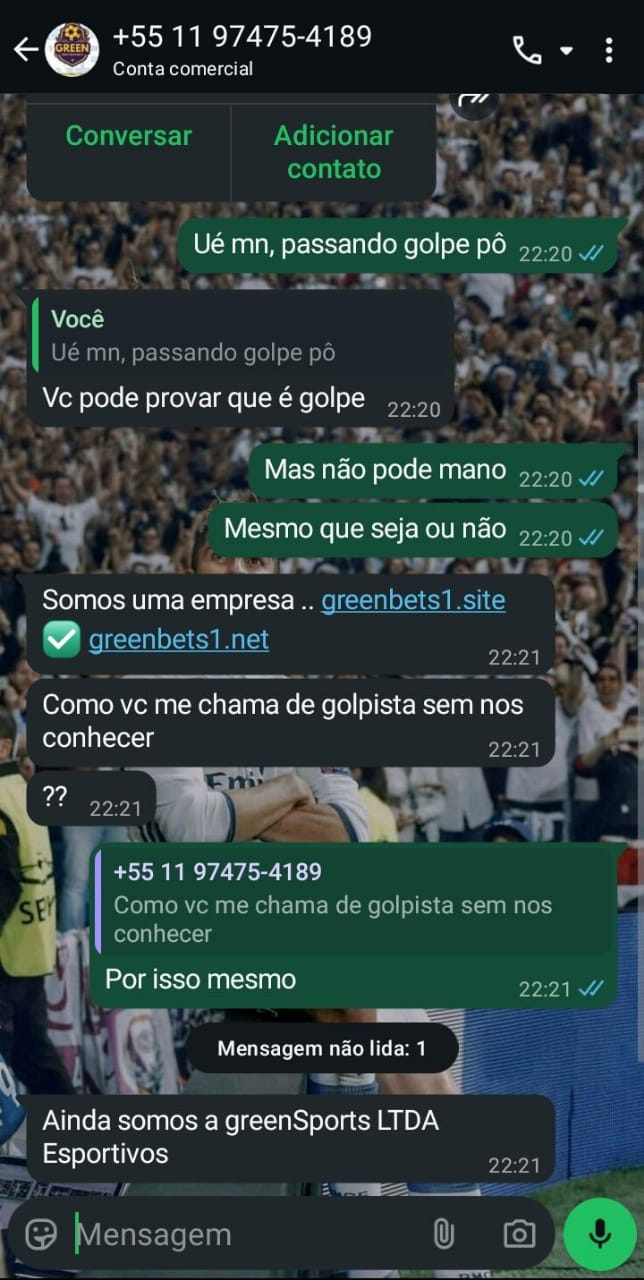 +55 11 97475-4189
GREEN
Conta comercial
Conversar
Adicionar
contato
Ué mn, passando golpe pô 22:20
Você
Ué mn, passando golpe pô
Vc pode provar que é golpe 22:20
Mas não pode mano 22:20
Mesmo que seja ou não 22:20
Somos uma empresa .. greenbets1.site
✅ greenbets1.net
22:21
Como vc me chama de golpista sem nos
conhecer 22:21
?? 22:21
+55 11 97475-4189
Como vc me chama de golpista sem nos
conhecer
Por isso mesmo 22:21
Mensagem não lida: 1
Ainda somos a greenSports LTDA
Esportivos 22:21
Mensagem